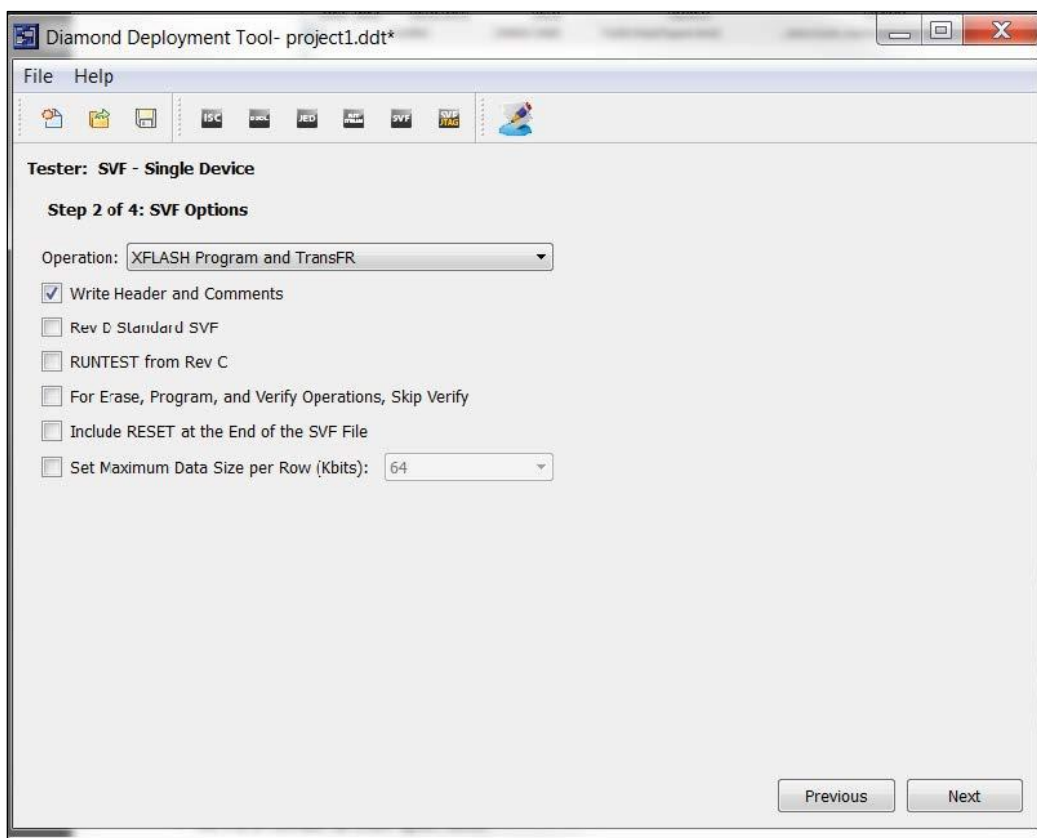 Diamond Deployment Tool- project1.ddt*
File Help
ISC JED SVF SVF JTAG
Tester: SVF - Single Device
Step 2 of 4: SVF Options
Operation: XFLASH Program and TransFR
Write Header and Comments
Rev D Standard SVF
RUNTEST from Rev C
For Erase, Program, and Verify Operations, Skip Verify
Include RESET at the End of the SVF File
Set Maximum Data Size per Row (Kbits): 64
Previous Next